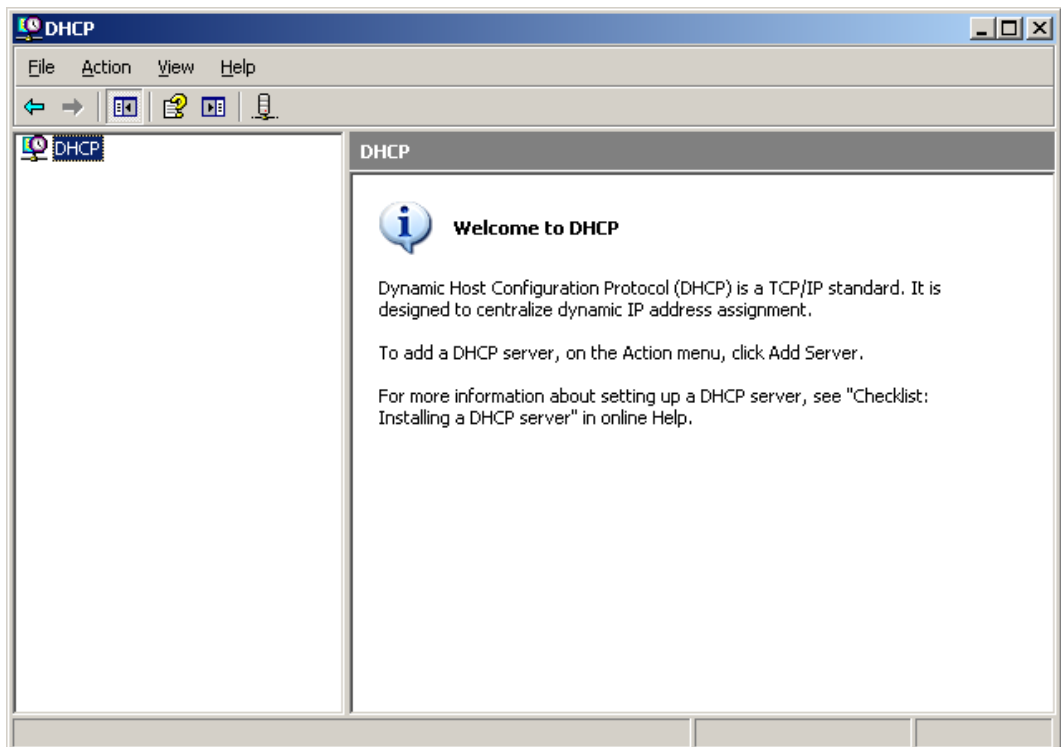 DHCP
File Action View Help
DHCP
DHCP
Welcome to DHCP
Dynamic Host Configuration Protocol (DHCP) is a TCP/IP standard. It is
designed to centralize dynamic IP address assignment.
To add a DHCP server, on the Action menu, click Add Server.
For more information about setting up a DHCP server, see "Checklist:
Installing a DHCP server" in online Help.